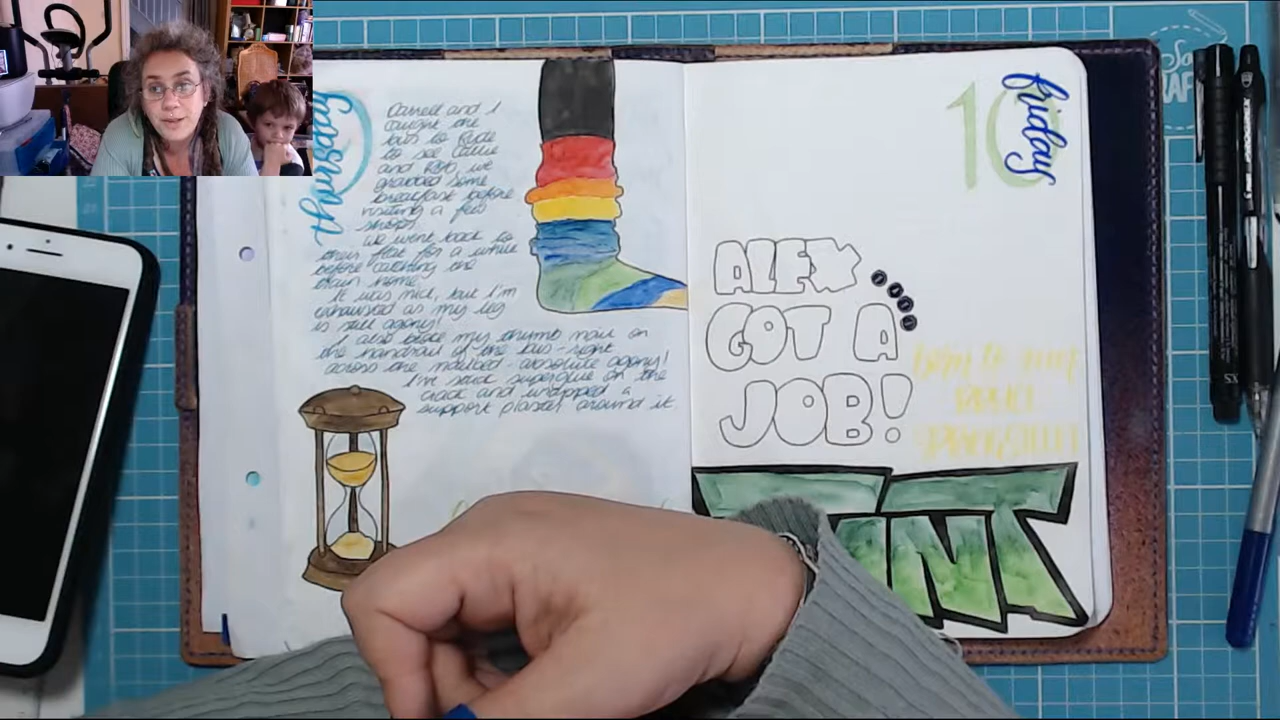 Thursday
Darrell and I
caught the
bus to Ryde
to see Callie
and Rob, we
grabbed some
breakfast before
visiting a few
shops.
We went back to
their flat for a while
before catching the
train home.
It was nice, but I'm
exhausted as my leg
is still agony!
I also broke my thumb nail on
the handrail of the bus - right
across the nailbed - absolute agony!
I've stuck superglue on the
crack and wrapped a
support plaster around it.
10
friday
ALEX
GOT A
JOB!